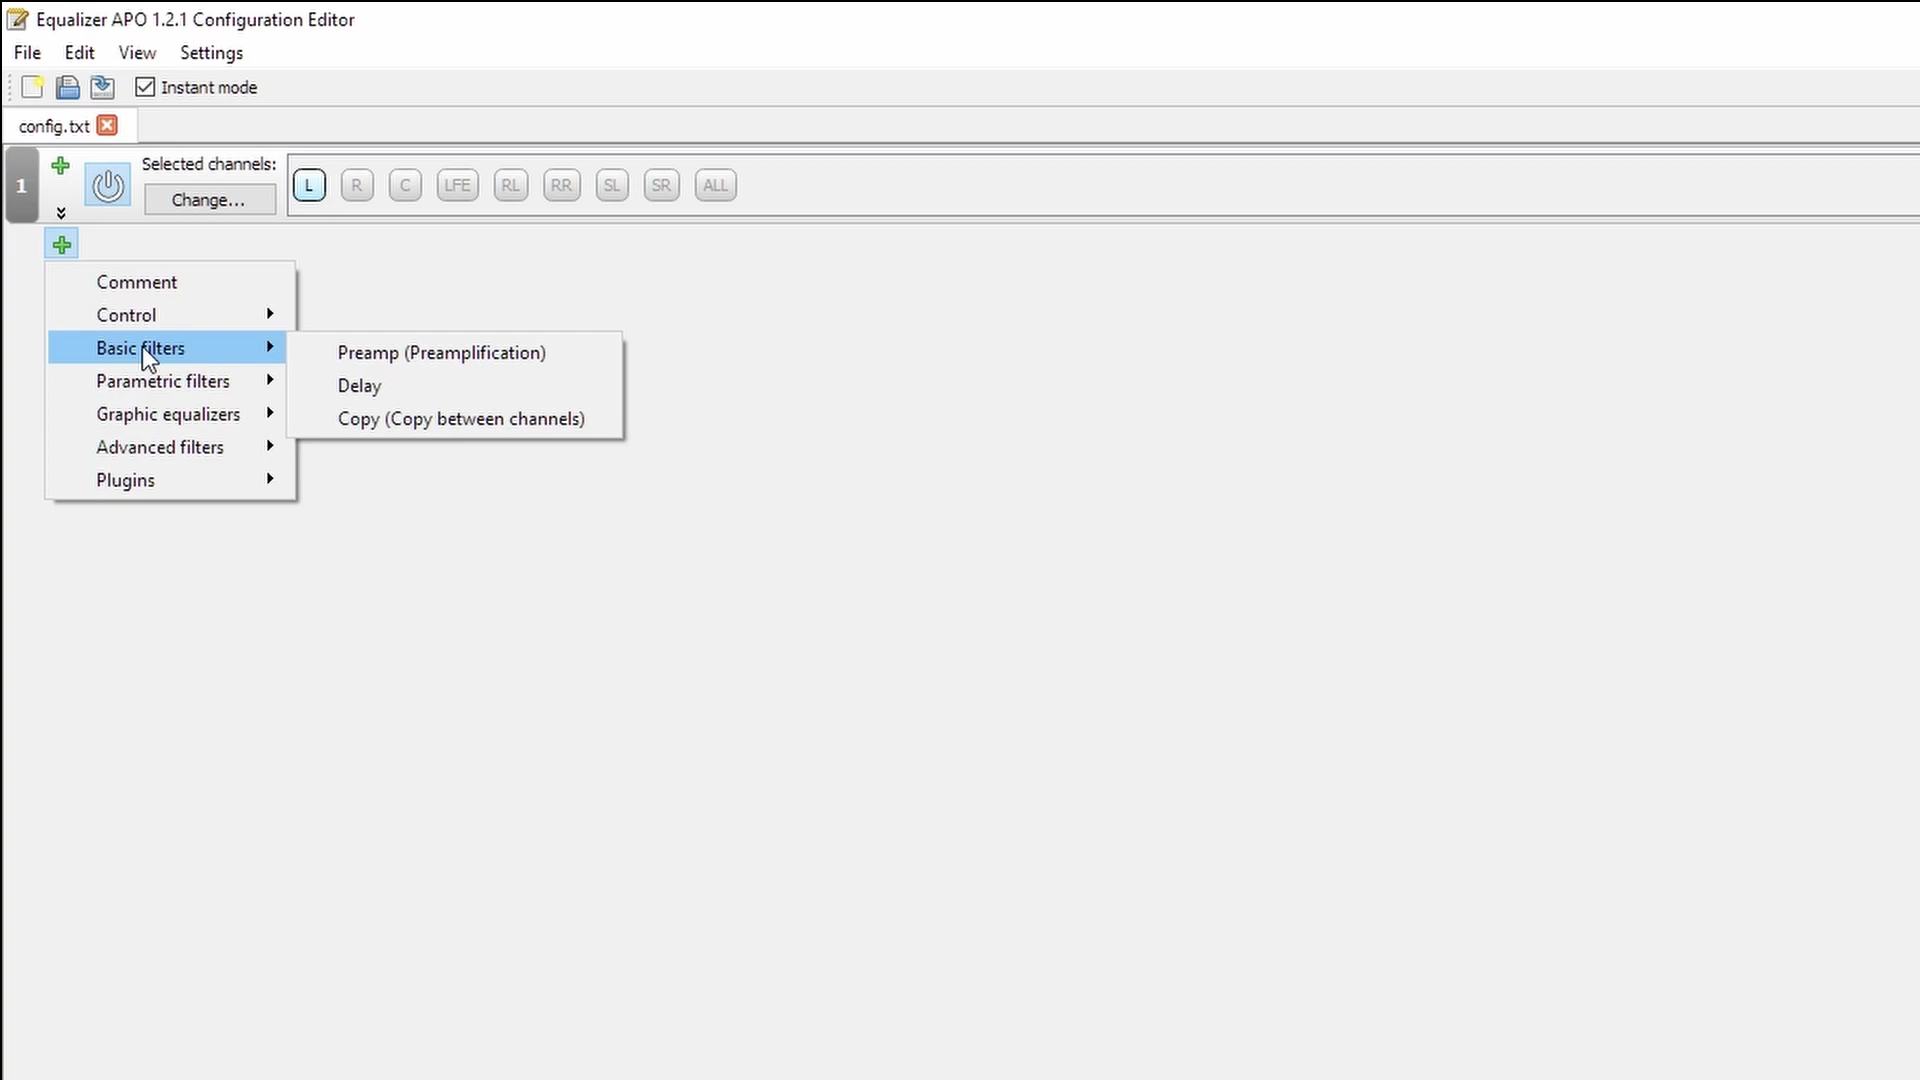 Equalizer APO 1.2.1 Configuration Editor
File Edit View Settings
Instant mode
config.txt
1
Selected channels:
Change...
L R C LFE RL RR SL SR ALL
Comment
Control
Basic filters
Parametric filters
Graphic equalizers
Advanced filters
Plugins
Preamp (Preamplification)
Delay
Copy (Copy between channels)